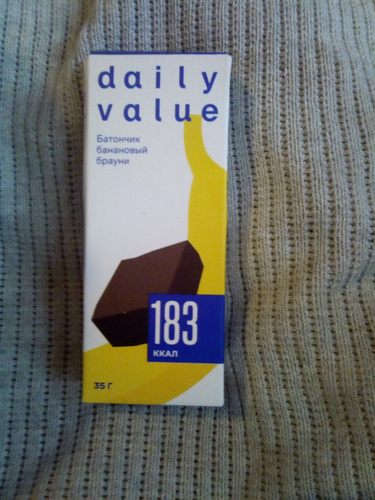 daily
value
Батончик
банановый
брауни
183
ККАЛ
35 Г